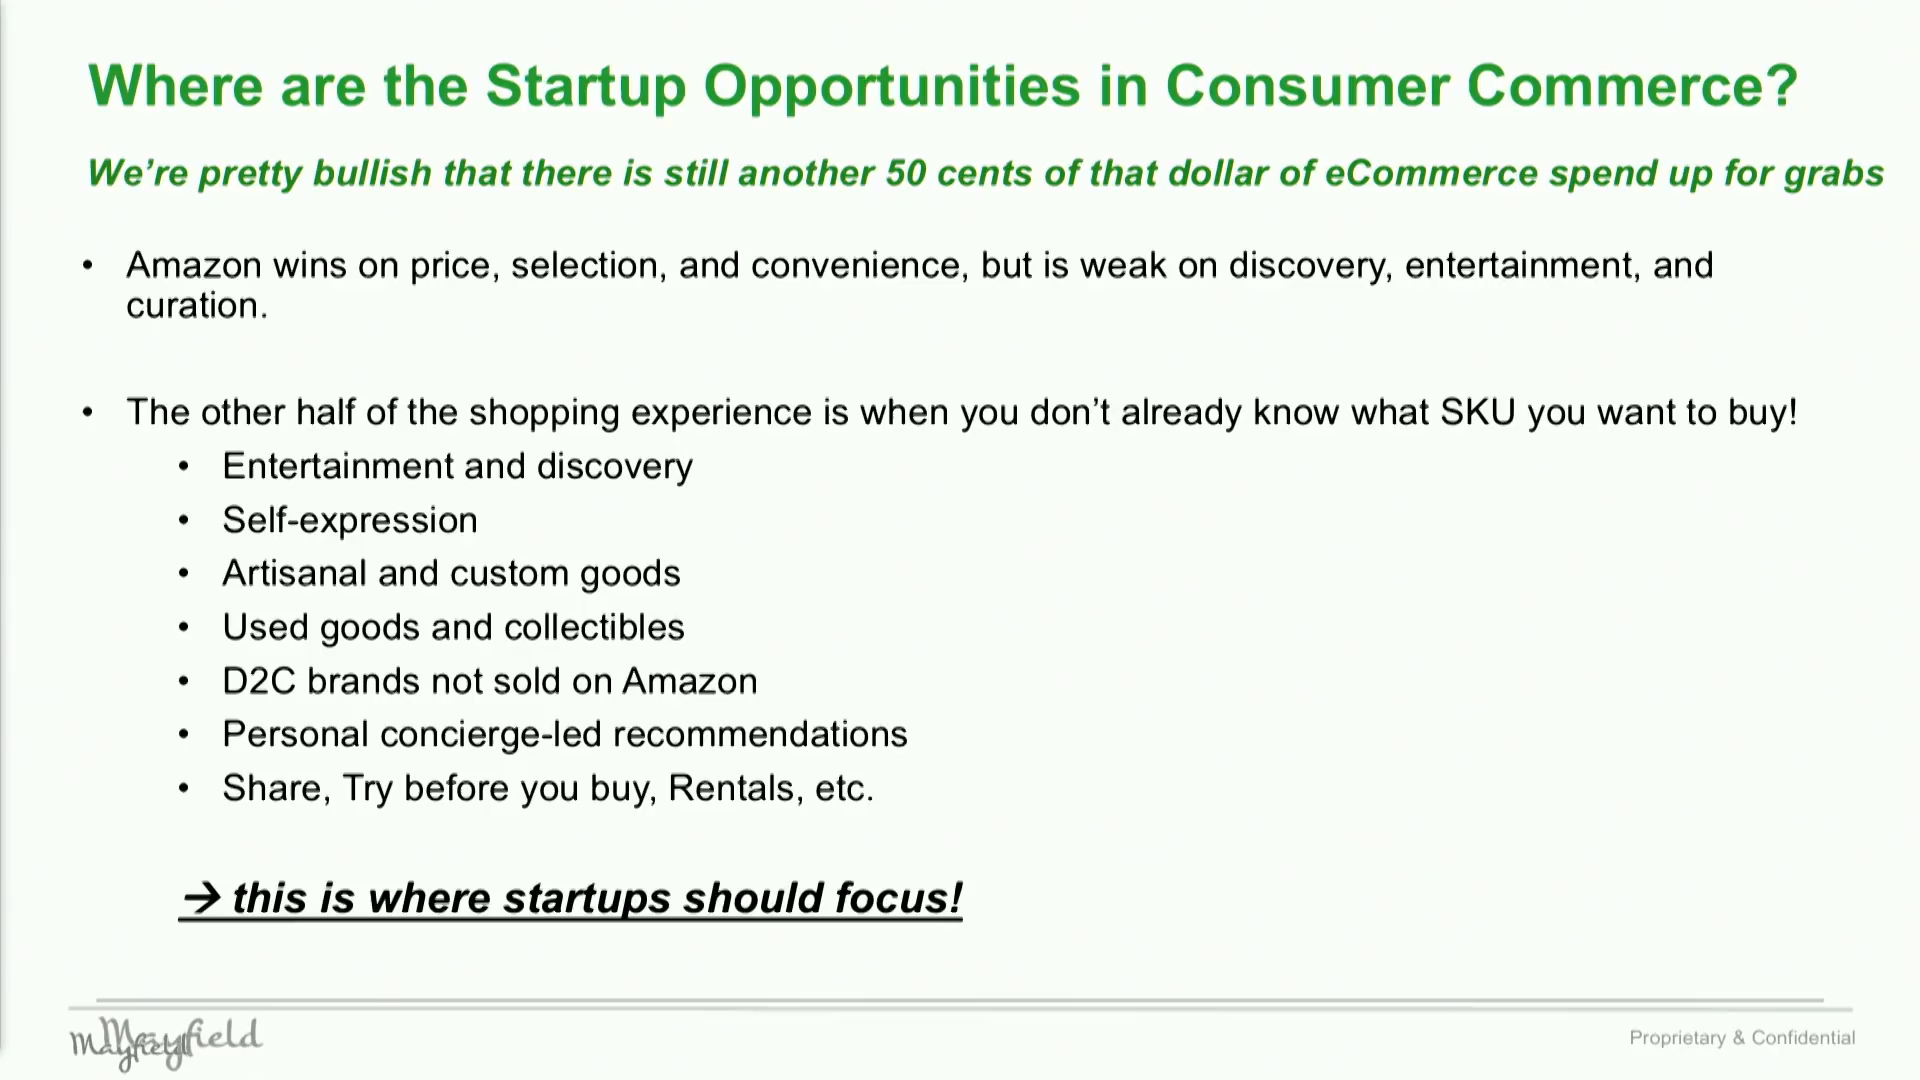 Where are the Startup Opportunities in Consumer Commerce?
We’re pretty bullish that there is still another 50 cents of that dollar of eCommerce spend up for grabs
• Amazon wins on price, selection, and convenience, but is weak on discovery, entertainment, and
curation.
• The other half of the shopping experience is when you don’t already know what SKU you want to buy!
• Entertainment and discovery
• Self-expression
• Artisanal and custom goods
• Used goods and collectibles
• D2C brands not sold on Amazon
• Personal concierge-led recommendations
• Share, Try before you buy, Rentals, etc.
→ this is where startups should focus!
Mayfield
Mayfield
Proprietary & Confidential